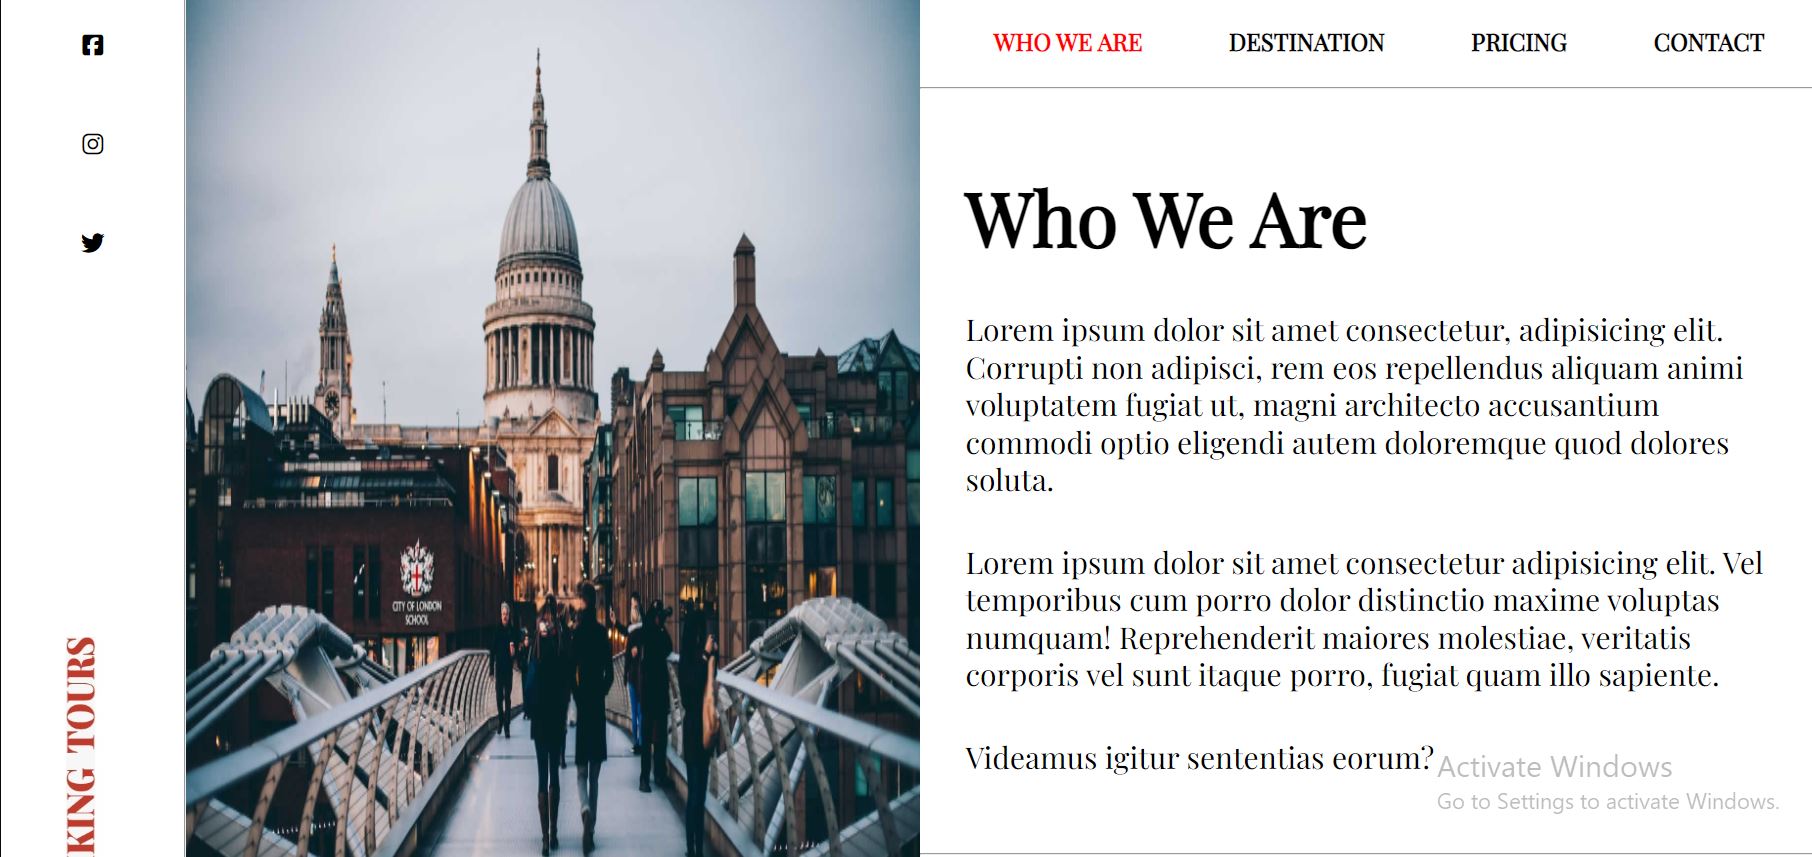 WHO WE ARE
DESTINATION
PRICING
CONTACT
CITY OF LONDON
SCHOOL
TOURS
Who We Are
Lorem ipsum dolor sit amet consectetur, adipisicing elit.
Corrupti non adipisci, rem eos repellendus aliquam animi
voluptatem fugiat ut, magni architecto accusantium
commodi optio eligendi autem doloremque quod dolores
soluta.
Lorem ipsum dolor sit amet consectetur adipisicing elit. Vel
temporibus cum porro dolor distinctio maxime voluptas
numquam! Reprehenderit maiores molestiae, veritatis
corporis vel sunt itaque porro, fugiat quam illo sapiente.
Videamus igitur sententias eorum?
Activate Windows
Go to Settings to activate Windows.